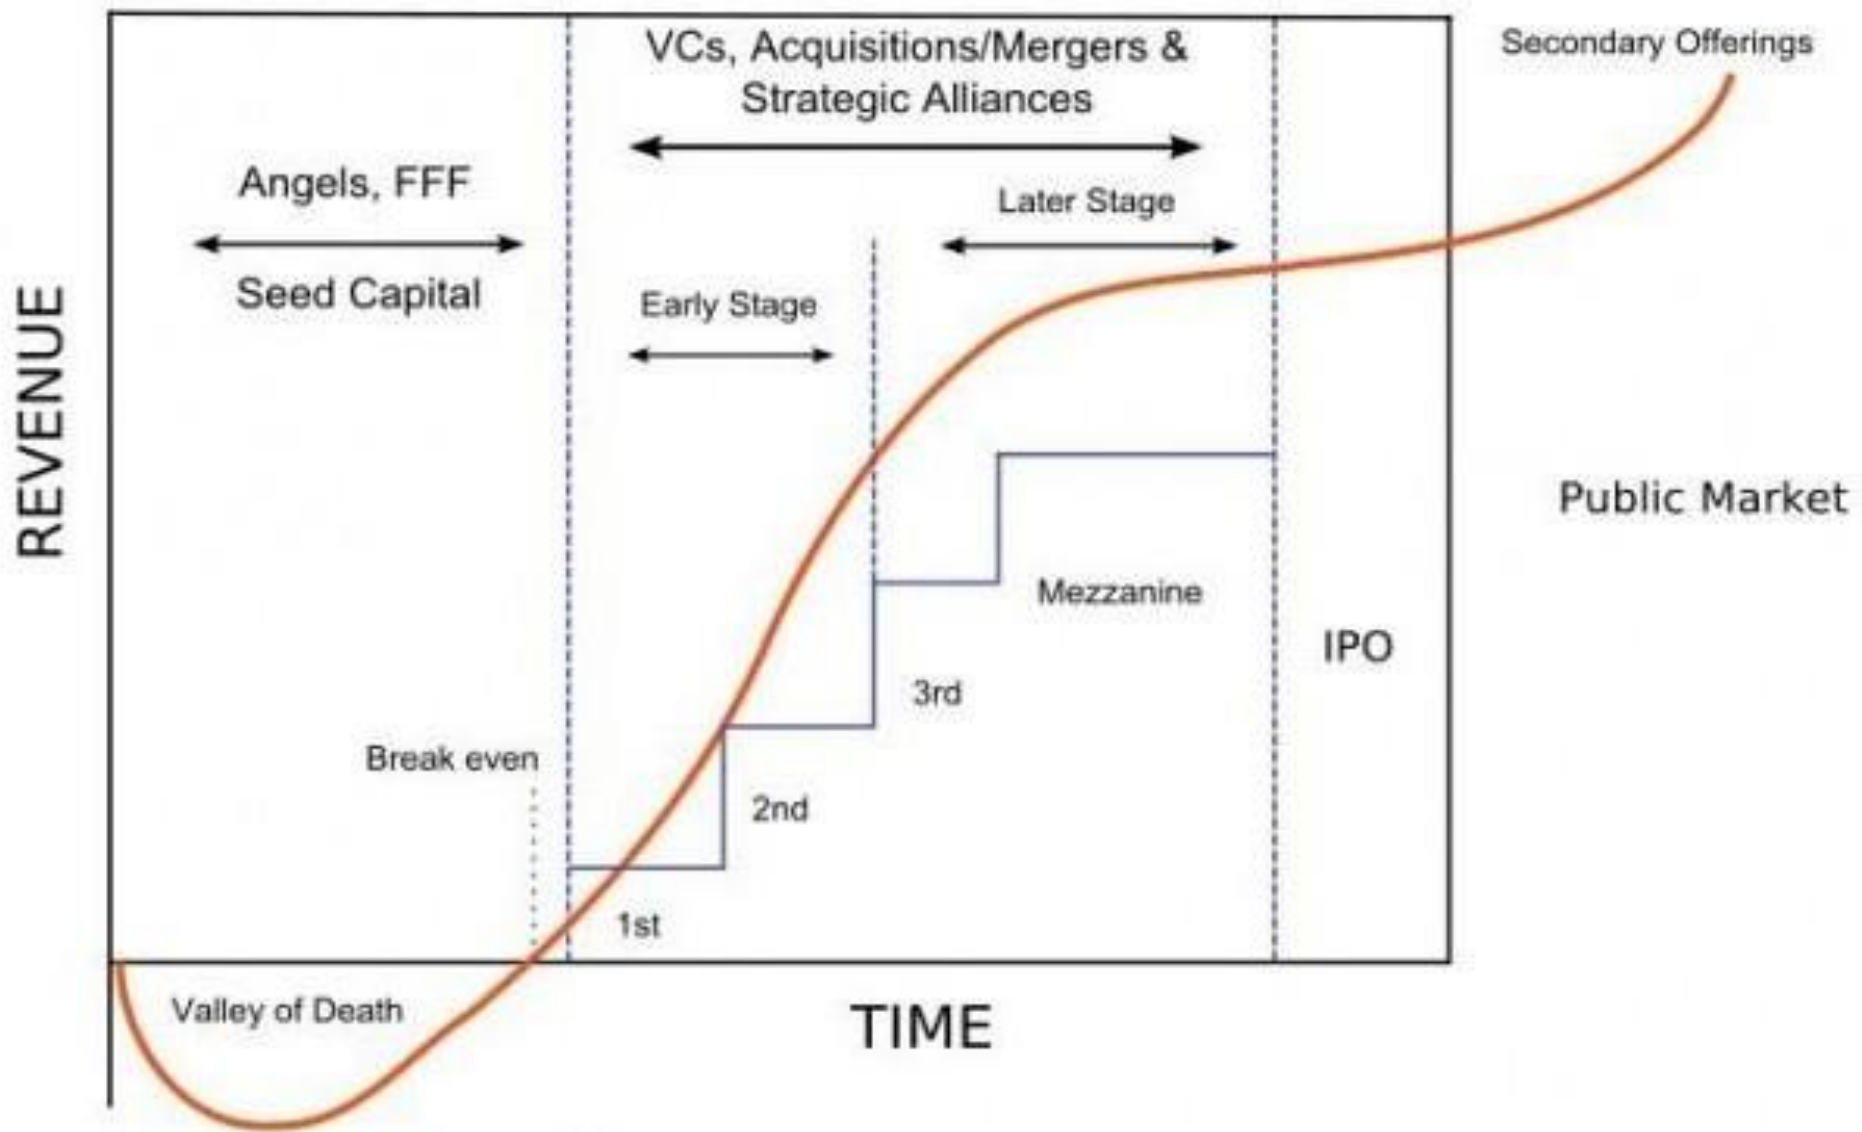 VCs, Acquisitions/Mergers &
Strategic Alliances
Secondary Offerings
Angels, FFF
Seed Capital
Later Stage
Early Stage
REVENUE
Public Market
Mezzanine
IPO
3rd
Break even
2nd
1st
Valley of Death
TIME